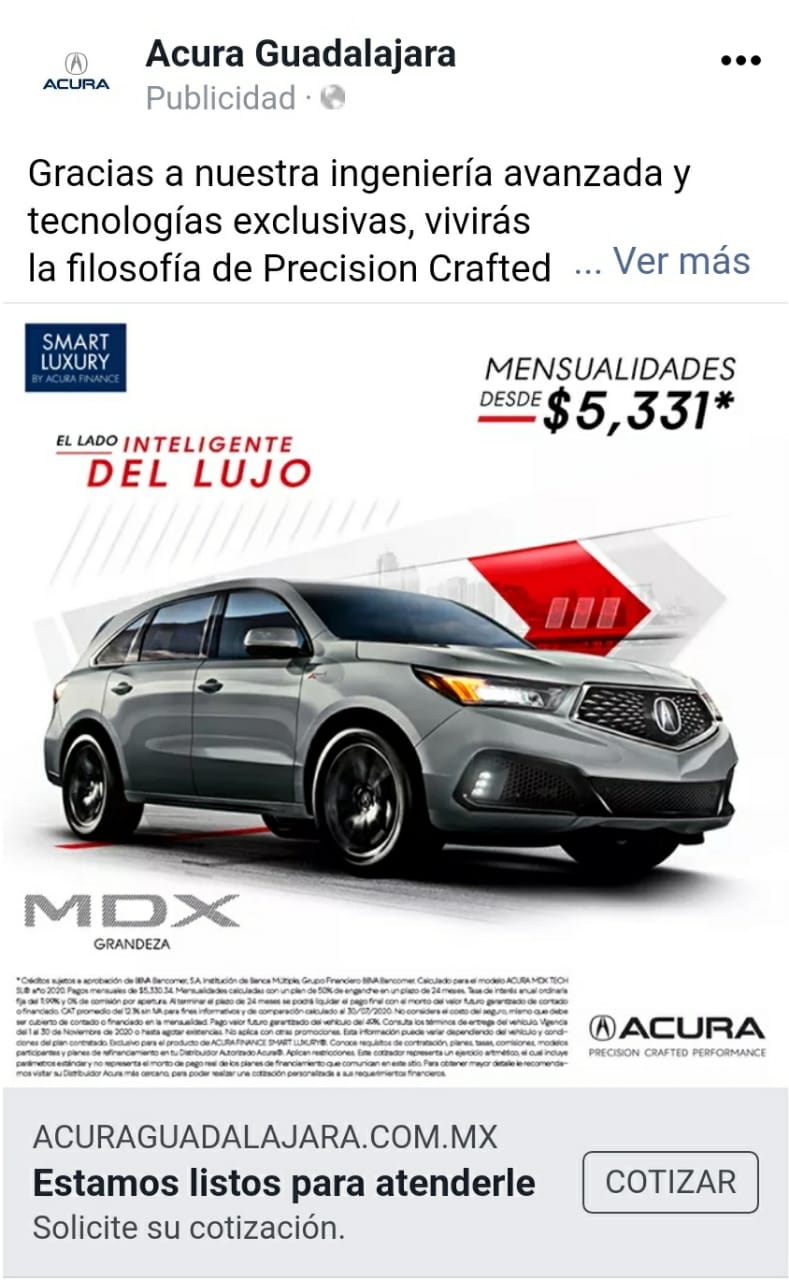 ACURA
Acura Guadalajara
Publicidad ·
Gracias a nuestra ingeniería avanzada y
tecnologías exclusivas, vivirás
la filosofía de Precision Crafted ... Ver más
SMART
LUXURY
BY ACURA FINANCE
MENSUALIDADES
DESDE $5,331*
EL LADO INTELIGENTE
DEL LUJO
MDX
GRANDEZA
*Créditos sujetos a aprobación de BBVA Bancomer, S.A. Institución de Banca Múltiple, Grupo Financiero BBVA Bancomer. Calculado para el modelo ACURA MDX TECH
SU® año 2020. Pagos mensuales de $5,330.34. Mensualidades calculadas con un plan de 50% de enganche en un plazo de 24 meses. Tasa de interés anual ordinaria
fija del 11.99% y 0% de comisión por apertura. Al terminar el plazo de 24 meses se podrá liquidar el pago final con el monto del valor futuro garantizado de contado
o financiado. CAT promedio del 12.1% sin IVA para fines informativos y de comparación calculado al 30/07/2020. No considera el costo del seguro, mismo que debe
ser cubierto de contado o financiado en la mensualidad. Pago valor futuro garantizado del vehículo del 49%. Consulta los términos de entrega del vehículo. Vigencia
del 1 al 30 de Noviembre de 2020 o hasta agotar existencias. No aplica con otras promociones. Esta información puede variar dependiendo del vehículo y condi-
ciones del plan contratado. Exclusivo para el producto de ACURA FINANCE SMART LUXURY®. Conoce requisitos de contratación, planes, tasas, comisiones, modelos
participantes y planes de refinanciamiento en tu Distribuidor Autorizado Acura®. Aplican restricciones. Este cotizador representa un ejercicio aritmético, el cual incluye
parámetros estándar y no representa el monto de pago real de los planes de financiamiento que comunican en este sitio. Para obtener mayor detalle le recomenda-
mos visitar su Distribuidor Acura más cercano, para poder realizar una cotización personalizada a sus requerimientos financieros.
ACURA
PRECISION CRAFTED PERFORMANCE
ACURAGUADALAJARA.COM.MX
Estamos listos para atenderle
Solicite su cotización.
COTIZAR